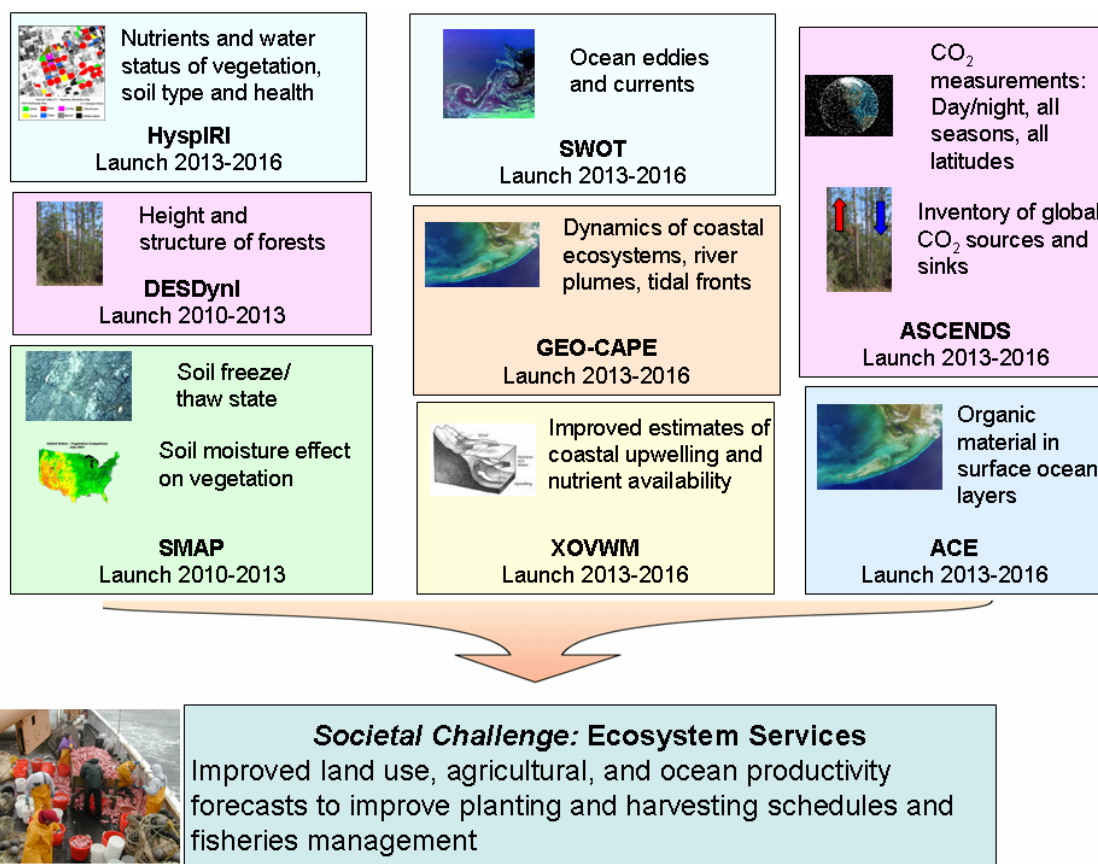 Nutrients and water
status of vegetation,
soil type and health
HyspIRI
Launch 2013-2016
Height and
structure of forests
DESDynI
Launch 2010-2013
Soil freeze/
thaw state
Soil moisture effect
on vegetation
SMAP
Launch 2010-2013
Ocean eddies
and currents
SWOT
Launch 2013-2016
Dynamics of coastal
ecosystems, river
plumes, tidal fronts
GEO-CAPE
Launch 2013-2016
Improved estimates of
coastal upwelling and
nutrient availability
XOVWM
Launch 2013-2016
CO₂
measurements:
Day/night, all
seasons, all
latitudes
Inventory of global
CO₂ sources and
sinks
ASCENDS
Launch 2013-2016
Organic
material in
surface ocean
layers
ACE
Launch 2013-2016
Societal Challenge: Ecosystem Services
Improved land use, agricultural, and ocean productivity
forecasts to improve planting and harvesting schedules and
fisheries management